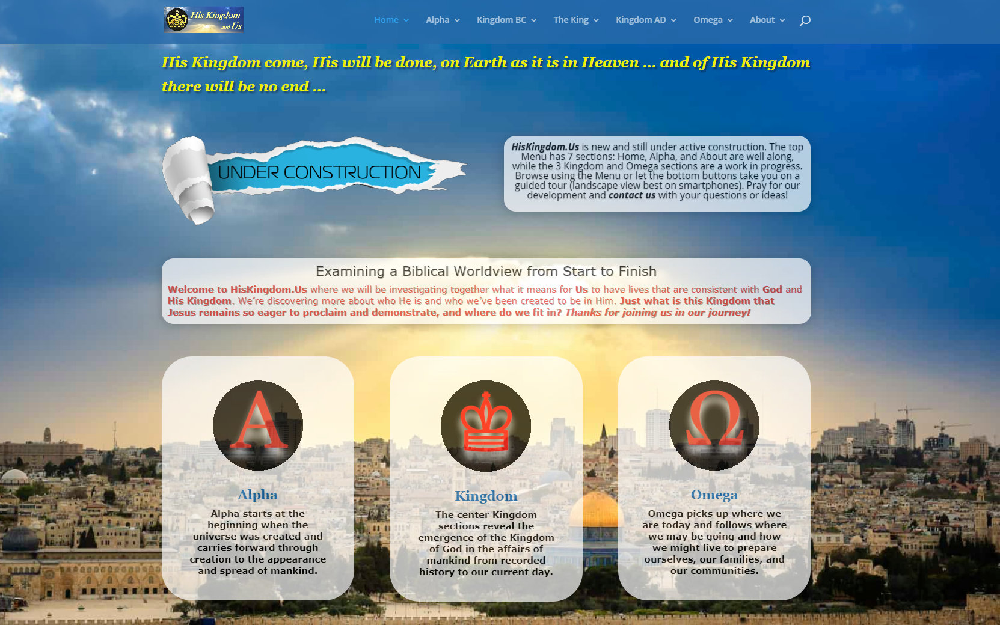 His Kingdom
and Us
Home
Alpha
Kingdom BC
The King
Kingdom AD
Omega
About
His Kingdom come, His will be done, on Earth as it is in Heaven ... and of His Kingdom
there will be no end ...
UNDER CONSTRUCTION
HisKingdom.Us is new and still under active construction. The top
Menu has 7 sections: Home, Alpha, and About are well along,
while the 3 Kingdom and Omega sections are a work in progress.
Browse using the Menu or let the bottom buttons take you on a
guided tour (landscape view best on smartphones). Pray for our
development and contact us with your questions or ideas!
Examining a Biblical Worldview from Start to Finish
Welcome to HisKingdom.Us where we will be investigating together what it means for Us to have lives that are consistent with God and
His Kingdom. We’re discovering more about who He is and who we’ve been created to be in Him. Just what is this Kingdom that
Jesus remains so eager to proclaim and demonstrate, and where do we fit in? Thanks for joining us in our journey!
Α
Alpha
Alpha starts at the
beginning when the
universe was created and
carries forward through
creation to the appearance
and spread of mankind.
Kingdom
The center Kingdom
sections reveal the
emergence of the Kingdom
of God in the affairs of
mankind from recorded
history to our current day.
Ω
Omega
Omega picks up where we
are today and follows where
we may be going and how
we might live to prepare
ourselves, our families, and
our communities.